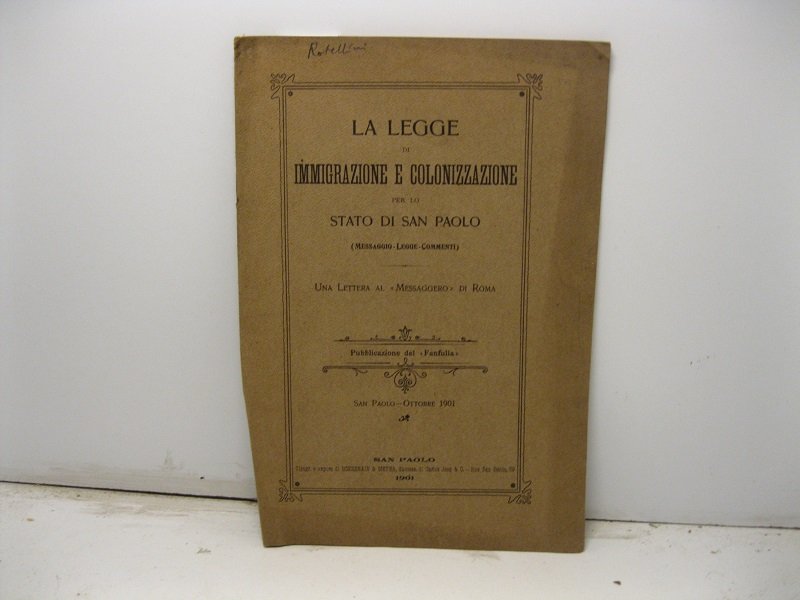 Rotellini
LA LEGGE
DI
IMMIGRAZIONE E COLONIZZAZIONE
PER LO
STATO DI SAN PAOLO
(MESSAGGIO-LEGGE-COMMENTI)
UNA LETTERA AL «MESSAGGERO» DI ROMA
Pubblicazione del «Fanfulla»
SAN PAOLO—OTTOBRE 1901
SAN PAOLO
1901